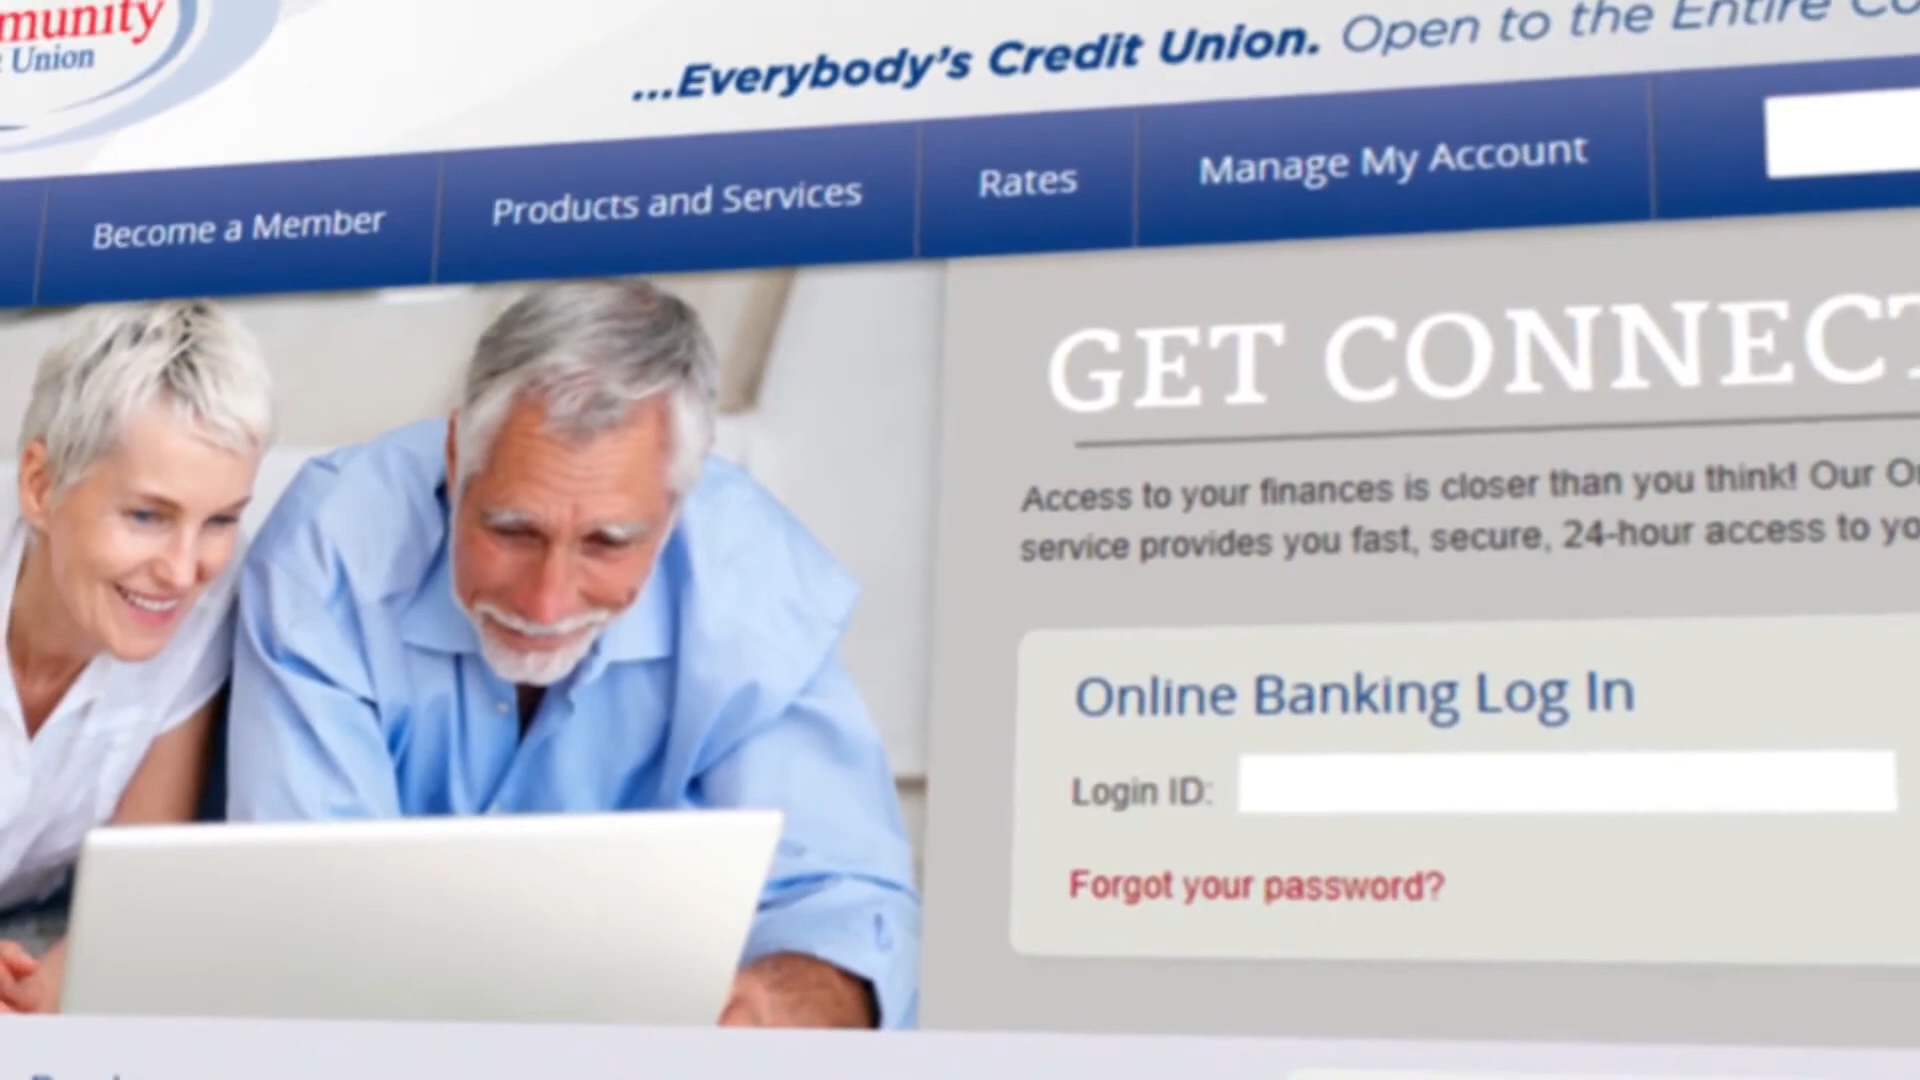 munity
Union
...Everybody's Credit Union. Open to the Entire Co
Become a Member
Products and Services
Rates
Manage My Account
GET CONNECT
Access to your finances is closer than you think! Our O
service provides you fast, secure, 24-hour access to yo
Online Banking Log In
Login ID:
Forgot your password?